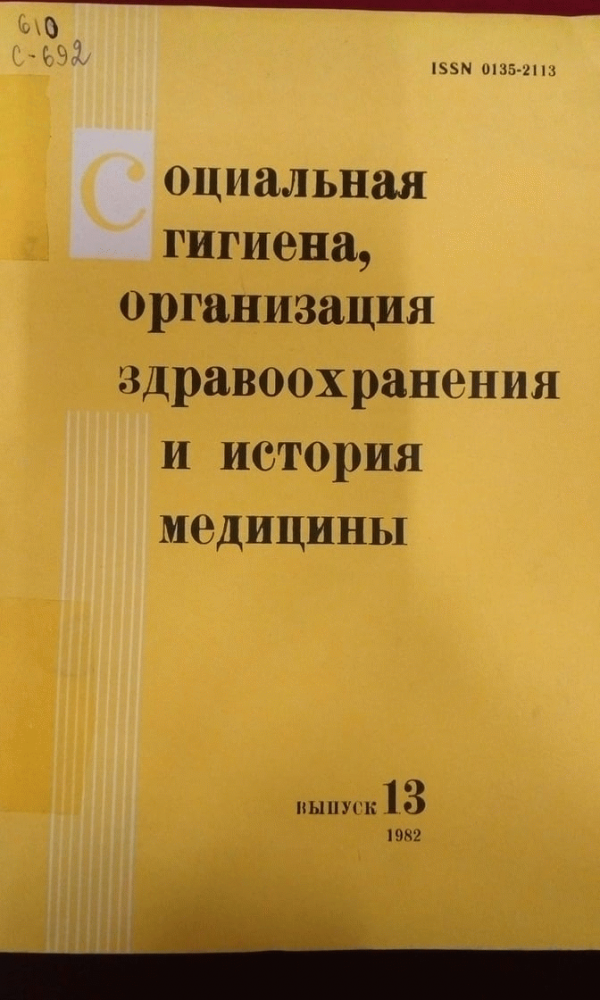 610
С-692
ISSN 0135-2113
Социальная
гигиена,
организация
здравоохранения
и история
медицины
выпуск 13
1982